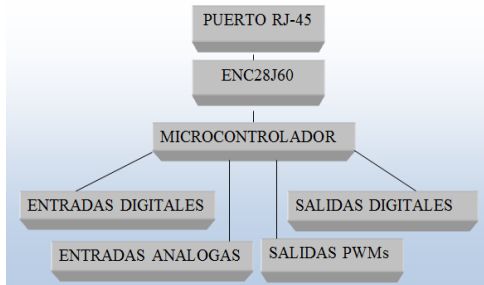 PUERTO RJ-45
ENC28J60
MICROCONTROLADOR
ENTRADAS DIGITALES
SALIDAS DIGITALES
ENTRADAS ANALOGAS
SALIDAS PWMs